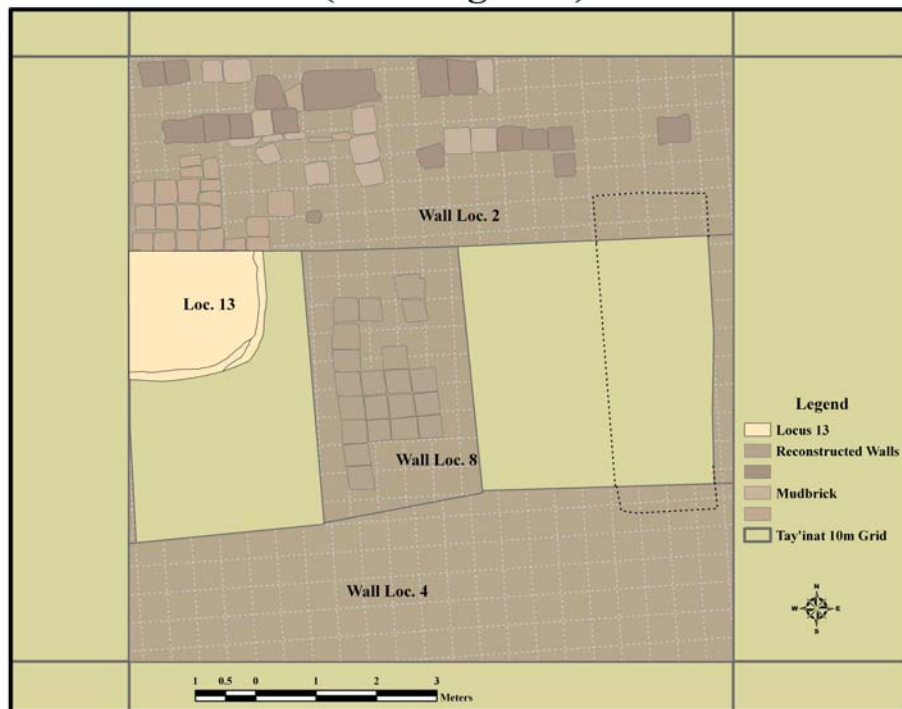 Wall Loc. 2
Loc. 13
Wall Loc. 8
Wall Loc. 4
Legend
Locus 13
Reconstructed Walls
Mudbrick
Tay'inat 10m Grid
N
W E
S
1 0.5 0 1 2 3
Meters